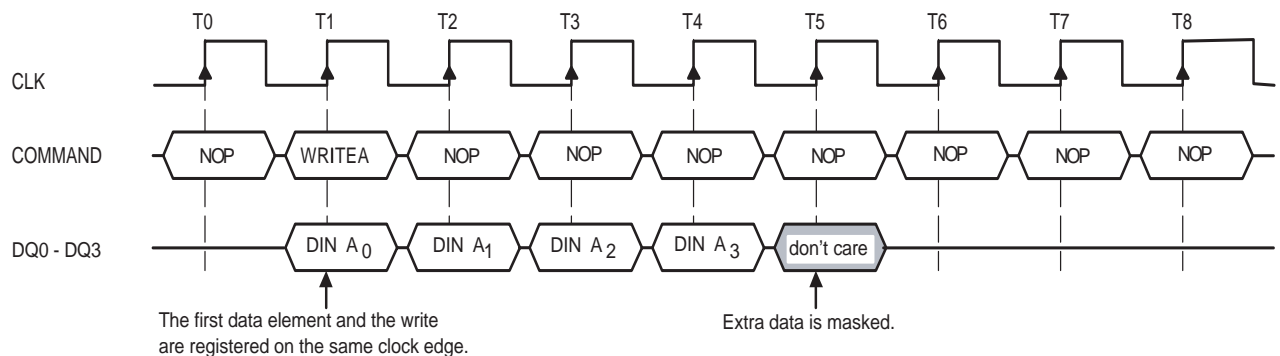 T0 T1 T2 T3 T4 T5 T6 T7 T8
CLK
COMMAND NOP WRITEA NOP NOP NOP NOP NOP NOP NOP
DQ0 - DQ3 DIN A0 DIN A1 DIN A2 DIN A3 don't care
The first data element and the write
are registered on the same clock edge.
Extra data is masked.